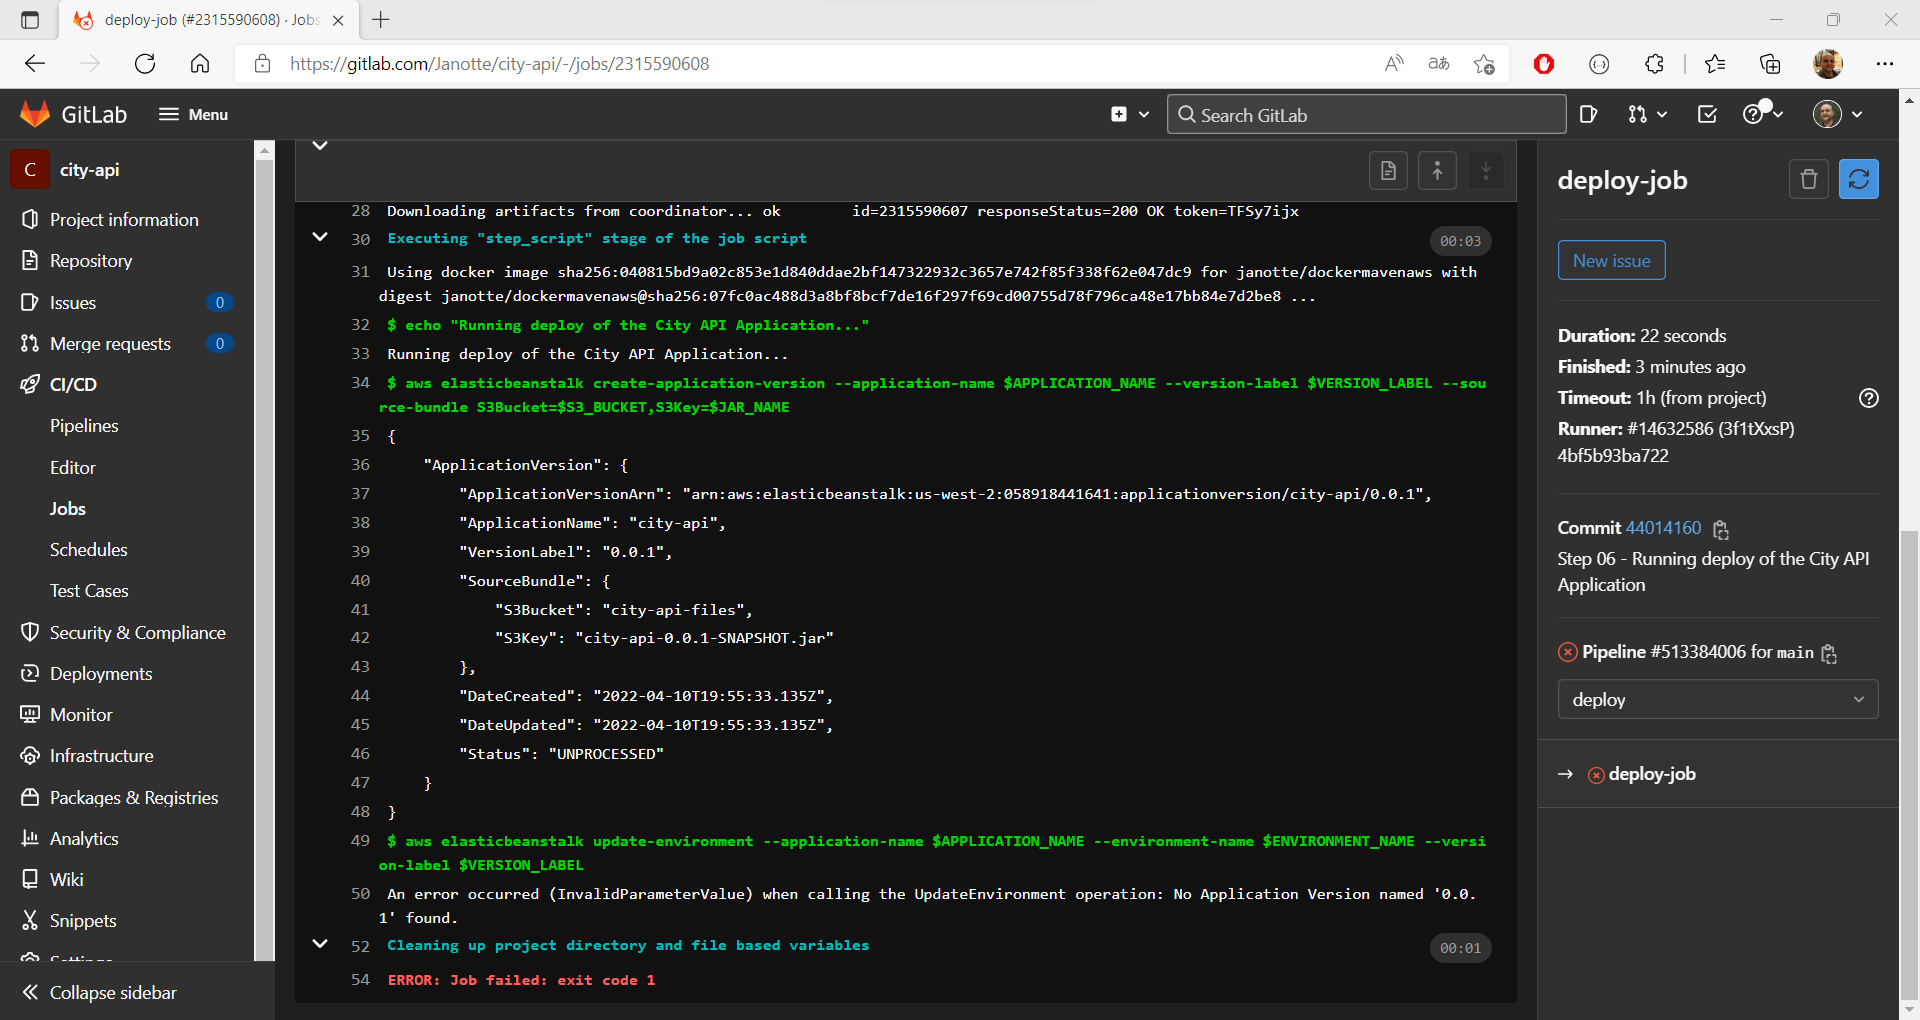 deploy-job (#2315590608) · Jobs
https://gitlab.com/Janotte/city-api/-/jobs/2315590608
GitLab
Menu
Search GitLab
C
city-api
Project information
Repository
Issues
0
Merge requests
0
CI/CD
Pipelines
Editor
Jobs
Schedules
Test Cases
Security & Compliance
Deployments
Monitor
Infrastructure
Packages & Registries
Analytics
Wiki
Snippets
Settings
Collapse sidebar
28 Downloading artifacts from coordinator... ok id=2315590607 responseStatus=200 OK token=TFSy7ijx
30 Executing "step_script" stage of the job script
00:03
31 Using docker image sha256:040815bd9a02c853e1d840ddae2bf147322932c3657e742f85f338f62e047dc9 for janotte/dockermavenaws with
digest janotte/dockermavenaws@sha256:07fc0ac488d3a8bf8bcf7de16f297f69cd00755d78f796ca48e17bb84e7d2be8 ...
32 $ echo "Running deploy of the City API Application..."
33 Running deploy of the City API Application...
34 $ aws elasticbeanstalk create-application-version --application-name $APPLICATION_NAME --version-label $VERSION_LABEL --sou
rce-bundle S3Bucket=$S3_BUCKET,S3Key=$JAR_NAME
35 {
36 "ApplicationVersion": {
37 "ApplicationVersionArn": "arn:aws:elasticbeanstalk:us-west-2:058918441641:applicationversion/city-api/0.0.1",
38 "ApplicationName": "city-api",
39 "VersionLabel": "0.0.1",
40 "SourceBundle": {
41 "S3Bucket": "city-api-files",
42 "S3Key": "city-api-0.0.1-SNAPSHOT.jar"
43 },
44 "DateCreated": "2022-04-10T19:55:33.135Z",
45 "DateUpdated": "2022-04-10T19:55:33.135Z",
46 "Status": "UNPROCESSED"
47 }
48 }
49 $ aws elasticbeanstalk update-environment --application-name $APPLICATION_NAME --environment-name $ENVIRONMENT_NAME --versi
on-label $VERSION_LABEL
50 An error occurred (InvalidParameterValue) when calling the UpdateEnvironment operation: No Application Version named '0.0.
1' found.
52 Cleaning up project directory and file based variables
00:01
54 ERROR: Job failed: exit code 1
deploy-job
New issue
Duration: 22 seconds
Finished: 3 minutes ago
Timeout: 1h (from project)
Runner: #14632586 (3f1tXxsP)
4bf5b93ba722
Commit 44014160
Step 06 - Running deploy of the City API
Application
Pipeline #513384006 for main
deploy
deploy-job